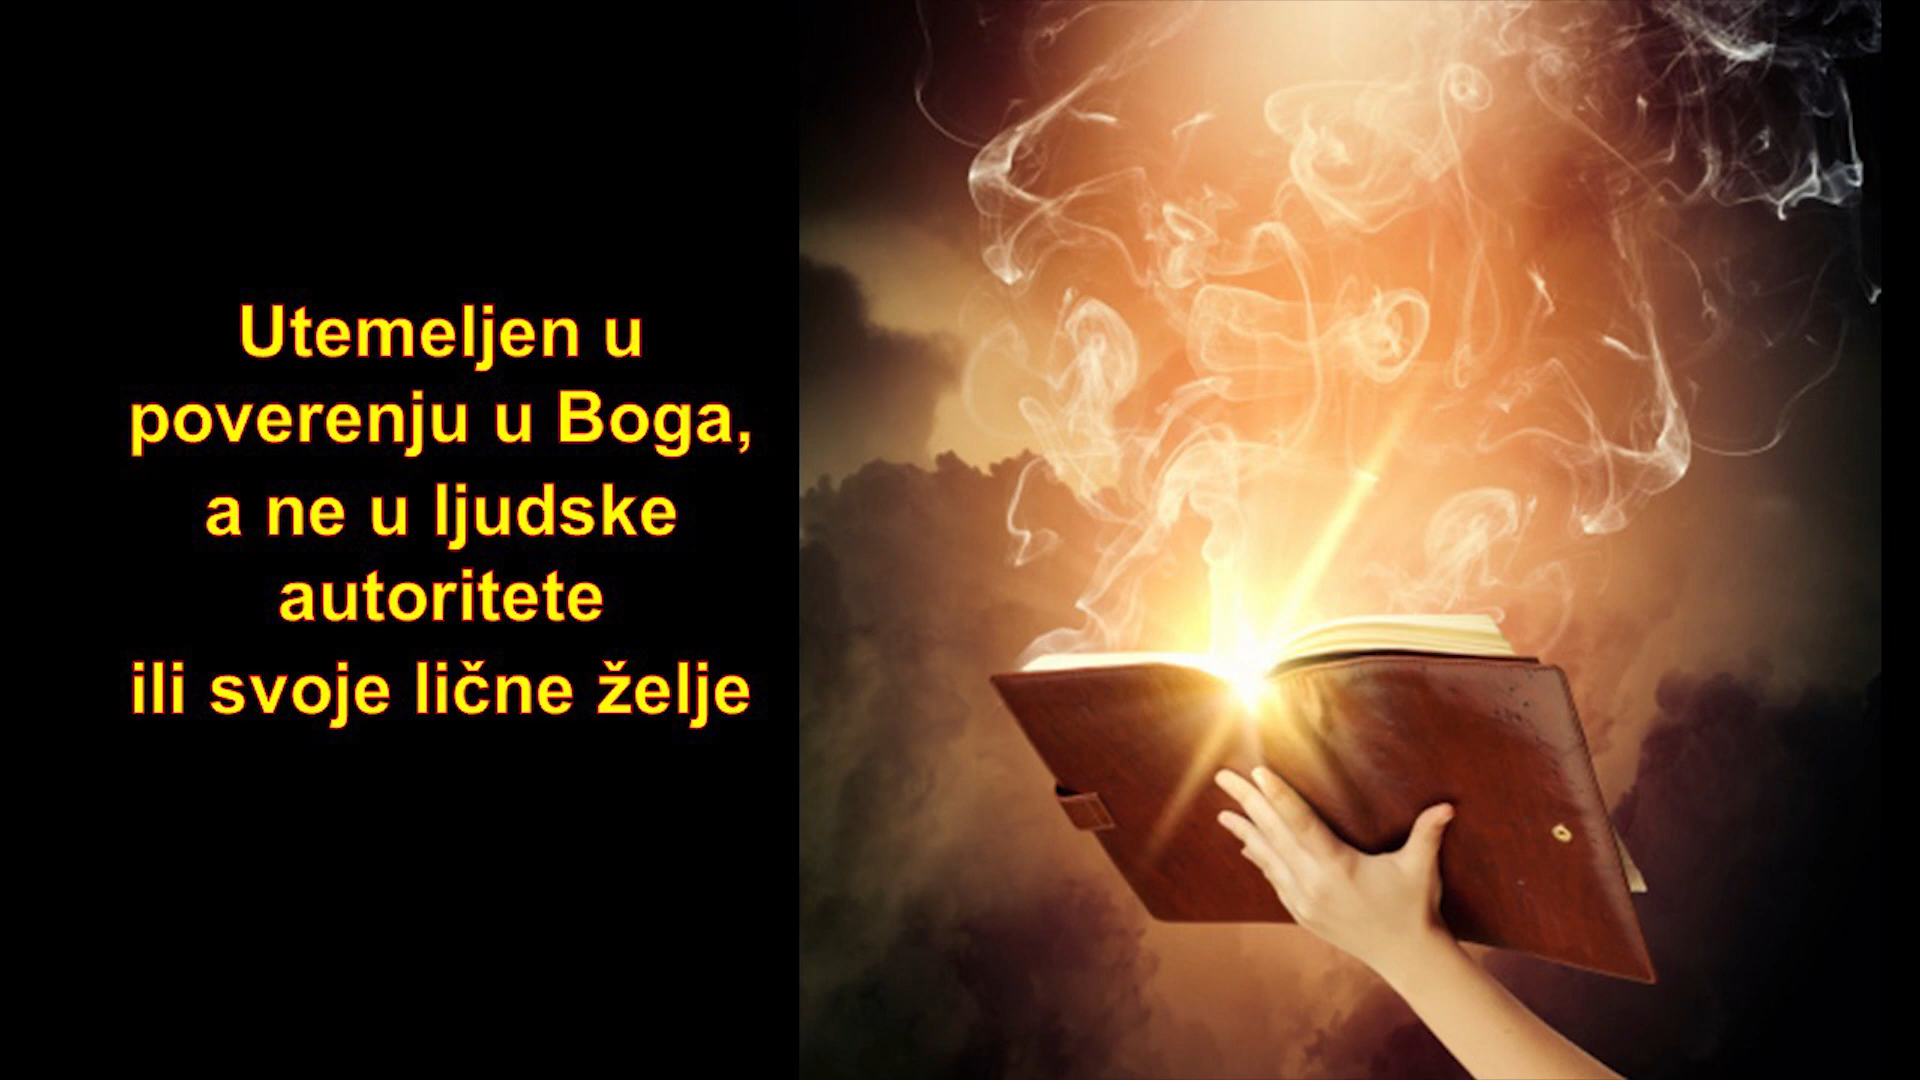 Utemeljen u
poverenju u Boga,
a ne u ljudske
autoritete
ili svoje lične želje